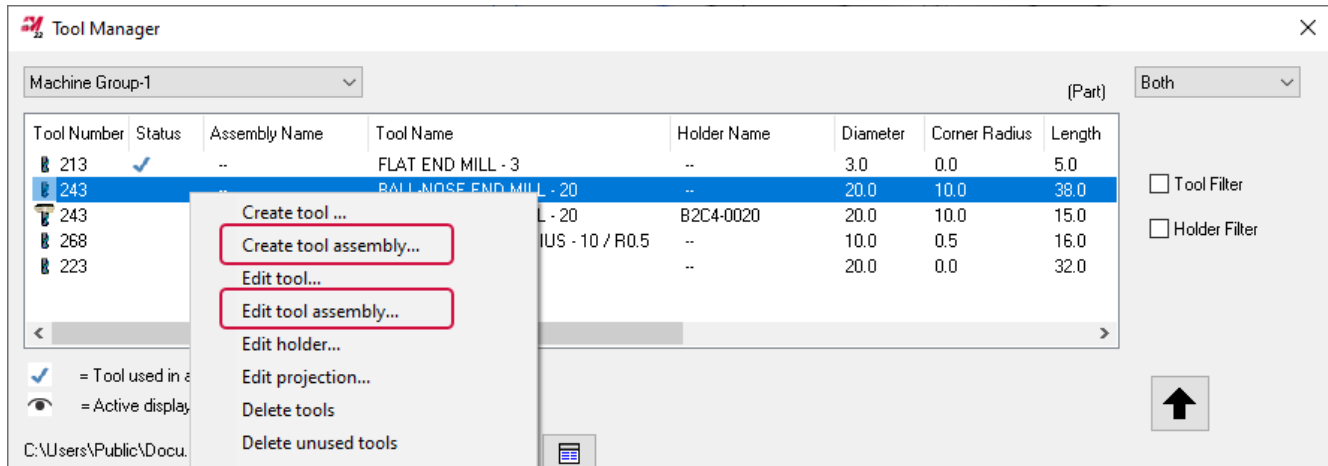 22 Tool Manager
Machine Group-1 (Part) Both
Tool Number Status Assembly Name Tool Name Holder Name Diameter Corner Radius Length
213 -- FLAT END MILL - 3 -- 3.0 0.0 5.0
243 -- BALL-NOSE END MILL - 20 -- 20.0 10.0 38.0
Tool Filter
243 L - 20 B2C4-0020 20.0 10.0 15.0
Holder Filter
268 IUS - 10 / R0.5 -- 10.0 0.5 16.0
223 -- 20.0 0.0 32.0
Create tool ...
Create tool assembly...
Edit tool...
Edit tool assembly...
Edit holder...
Edit projection...
Delete tools
Delete unused tools
= Tool used in a
= Active display
C:\Users\Public\Docu.